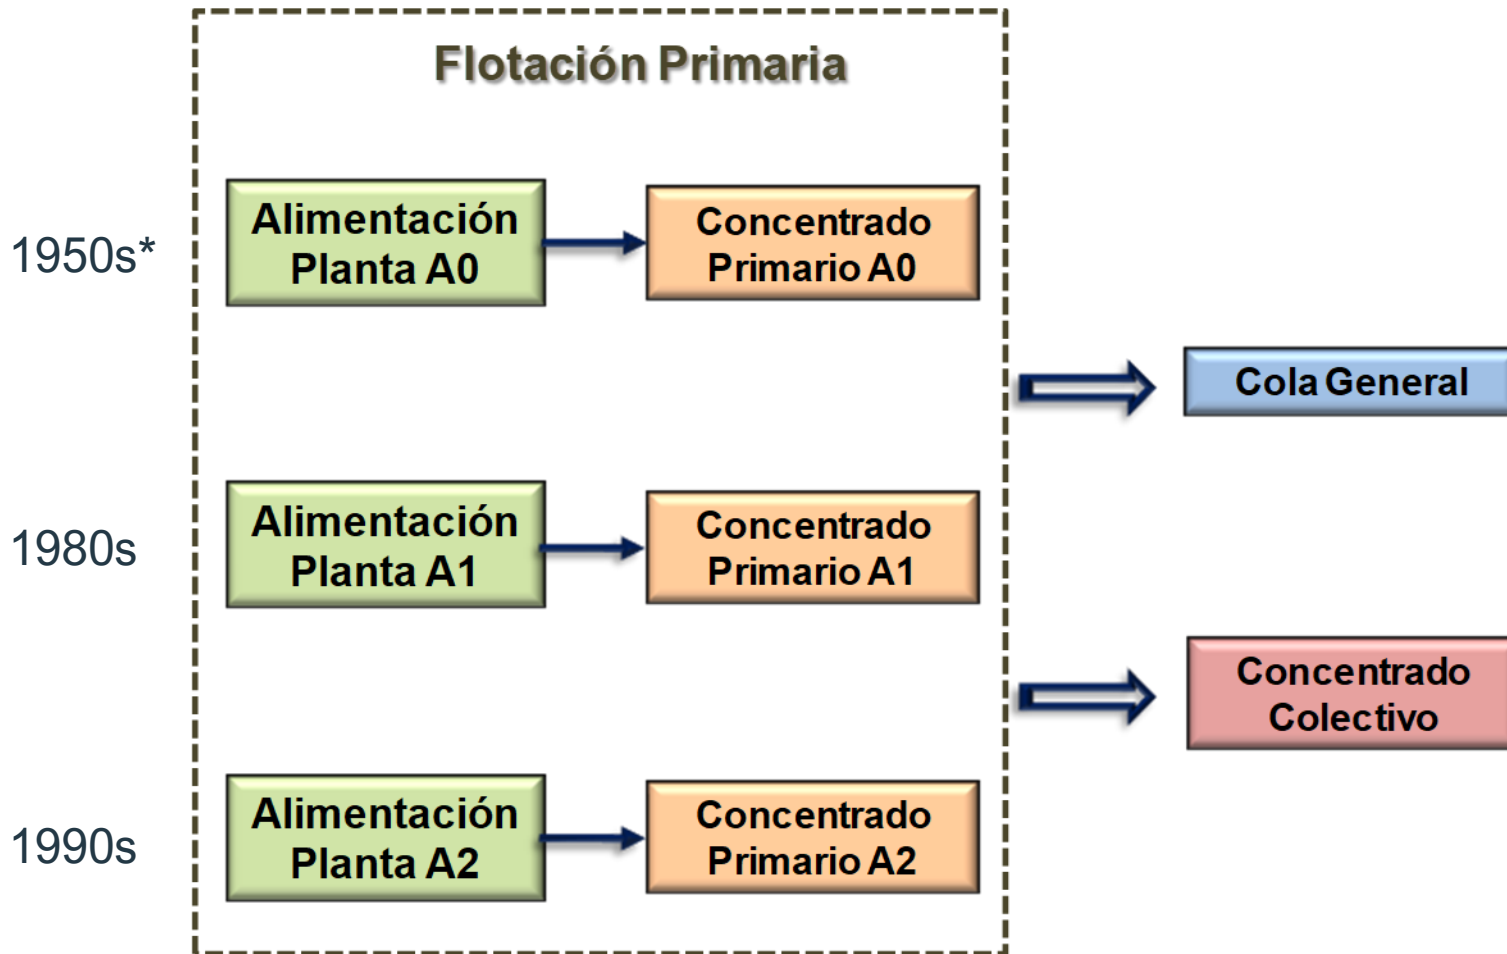 Flotación Primaria
1950s*
Alimentación
Planta A0
Concentrado
Primario A0
Cola General
1980s
Alimentación
Planta A1
Concentrado
Primario A1
Concentrado
Colectivo
1990s
Alimentación
Planta A2
Concentrado
Primario A2